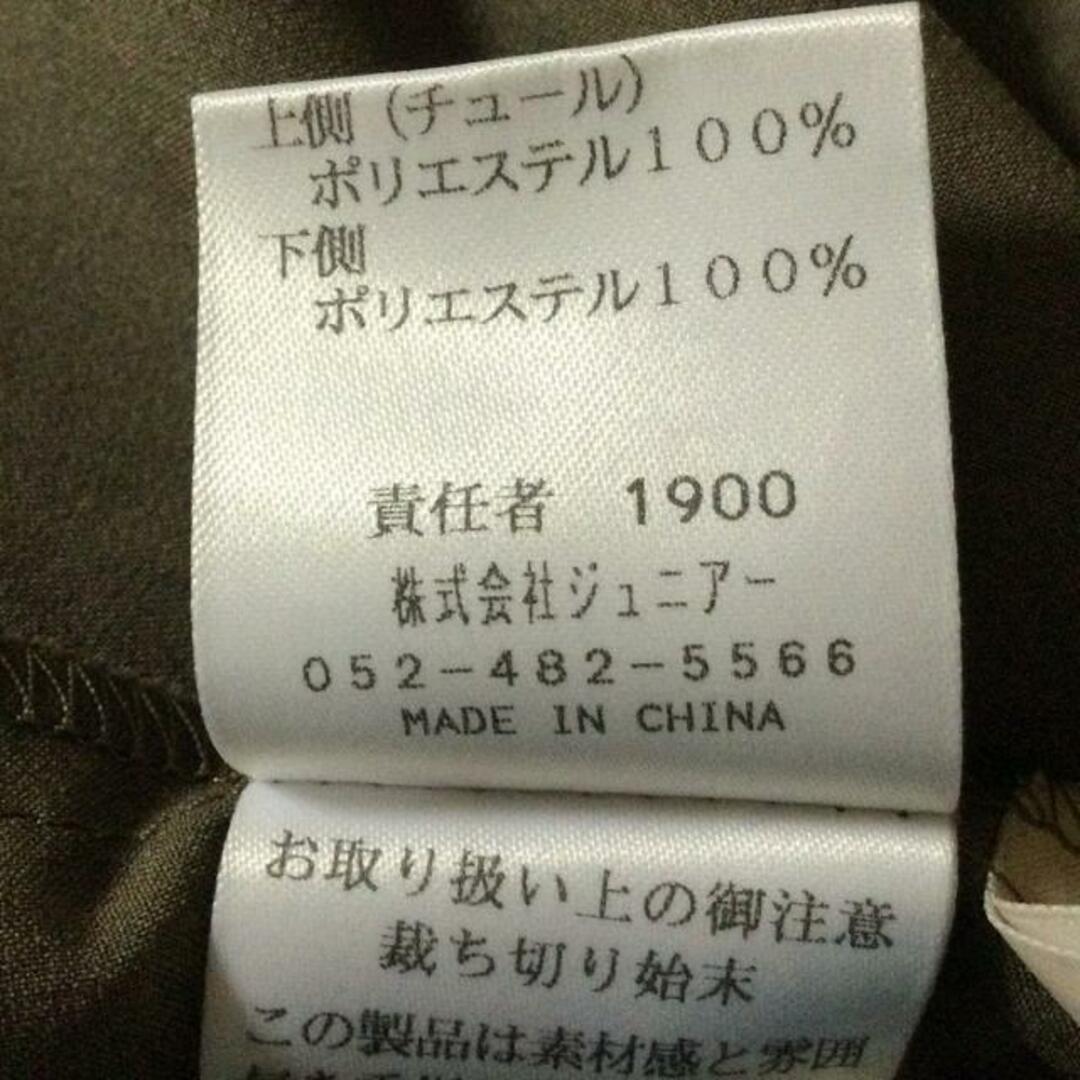 上側（チュール）
ポリエステル１００％
下側
ポリエステル１００％
責任者　1900
株式会社ジュニアー
０５２－４８２－５５６６
MADE IN CHINA
お取り扱い上の御注意
裁ち切り始末
この製品は素材感と雰囲